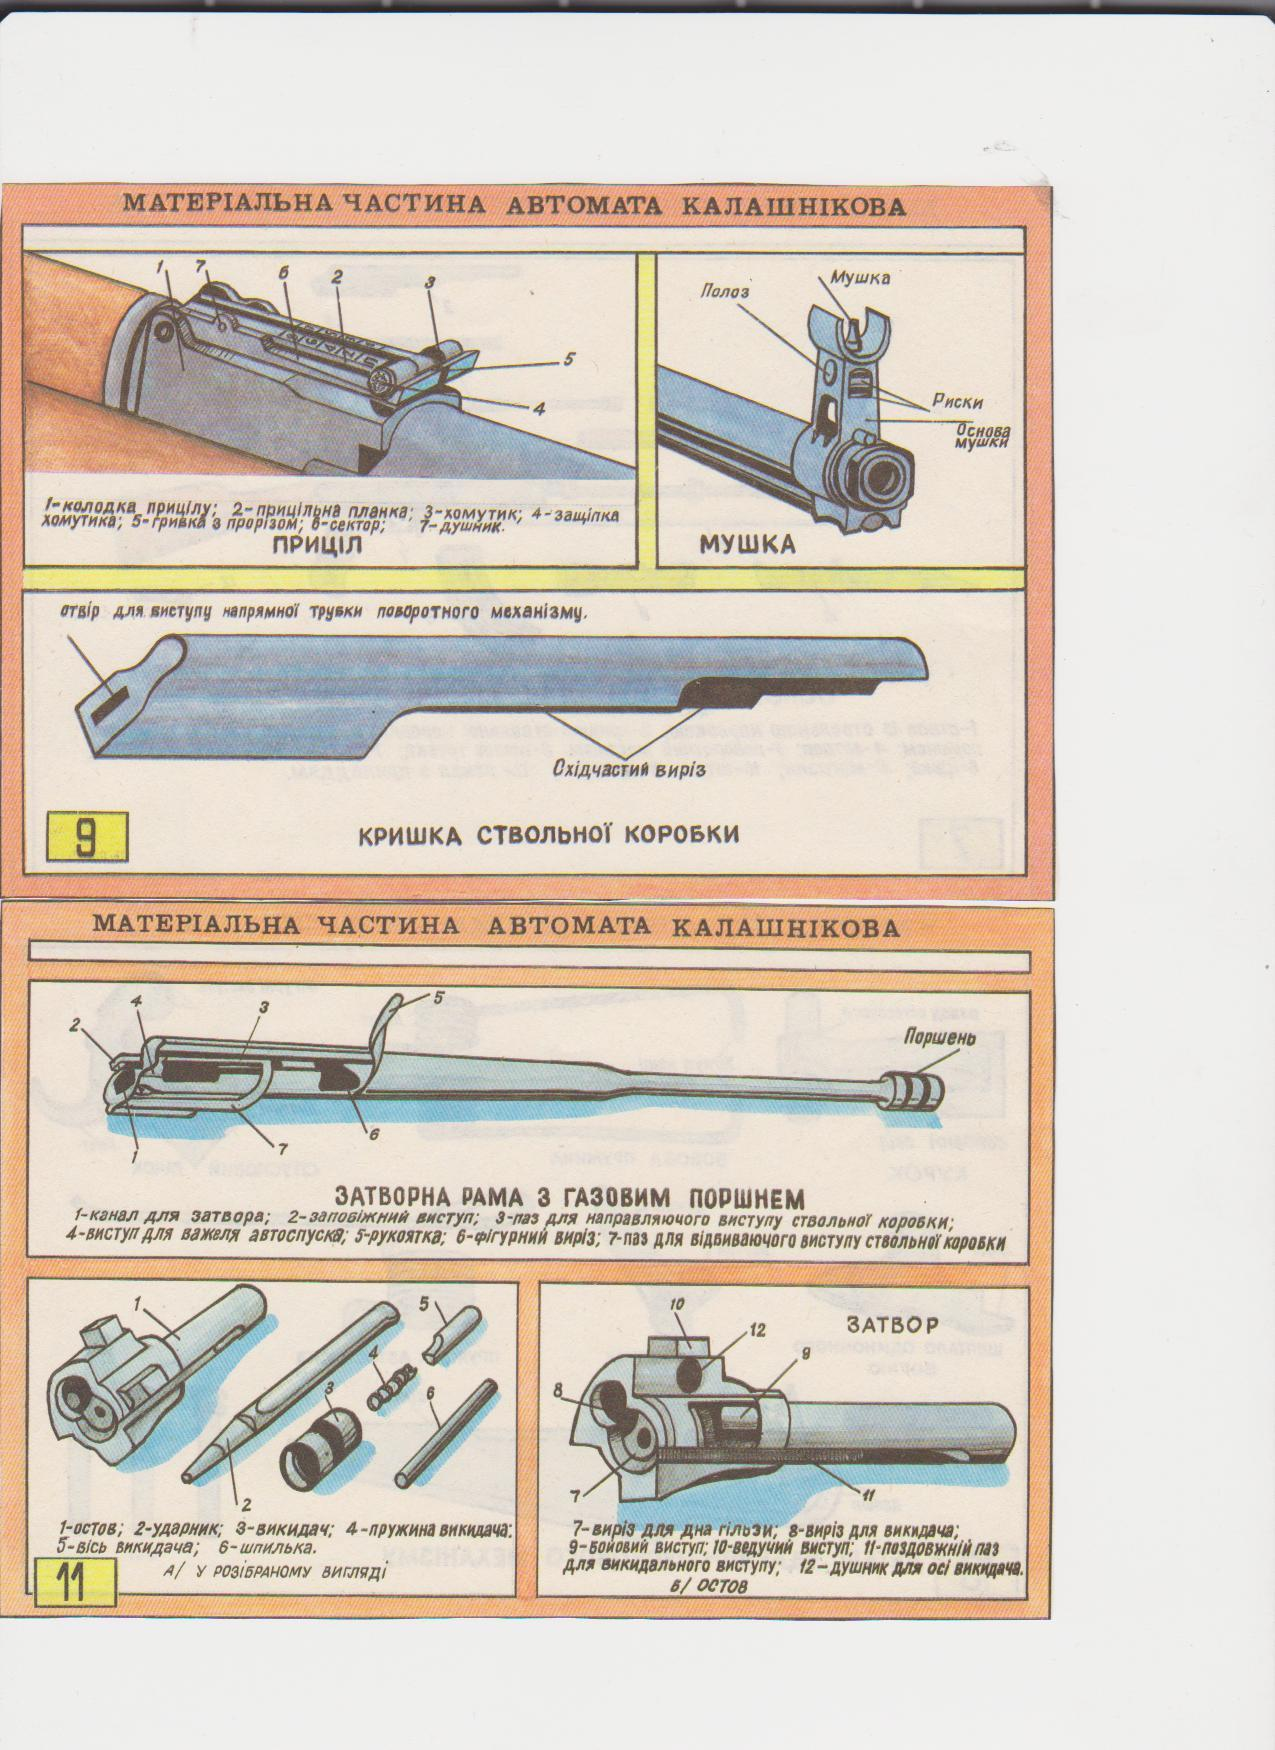 МАТЕРІАЛЬНА ЧАСТИНА АВТОМАТА КАЛАШНІКОВА
1
7
6
2
3
5
4
1-колодка прицілу; 2-прицільна планка; 3-хомутик; 4-защіпка
хомутика; 5-гривка з прорізом; 6-сектор; 7-душник.
ПРИЦІЛ
Мушка
Полоз
Риски
Основа
мушки
МУШКА
отвір для виступу напрямної трубки поворотного механізму.
Східчастий виріз
9
КРИШКА СТВОЛЬНОЇ КОРОБКИ
МАТЕРІАЛЬНА ЧАСТИНА АВТОМАТА КАЛАШНІКОВА
2
4
3
5
Поршень
1
7
6
ЗАТВОРНА РАМА З ГАЗОВИМ ПОРШНЕМ
1-канал для затвора; 2-запобіжний виступ; 3-паз для направляючого виступу ствольної коробки;
4-виступ для важеля автоспуска; 5-рукоятка; 6-фігурний виріз; 7-паз для відбиваючого виступу ствольної коробки
1
5
4
3
6
2
1-остов; 2-ударник; 3-викидач; 4-пружина викидача;
5-вісь викидача; 6-шпилька.
А/ У РОЗІБРАНОМУ ВИГЛЯДІ
11
10
12
ЗАТВОР
9
8
7
11
7-виріз для дна гільзи; 8-виріз для викидача;
9-бойовий виступ; 10-ведучий виступ; 11-поздовжній паз
для викидального виступу; 12-душник для осі викидача.
б/ ОСТОВ